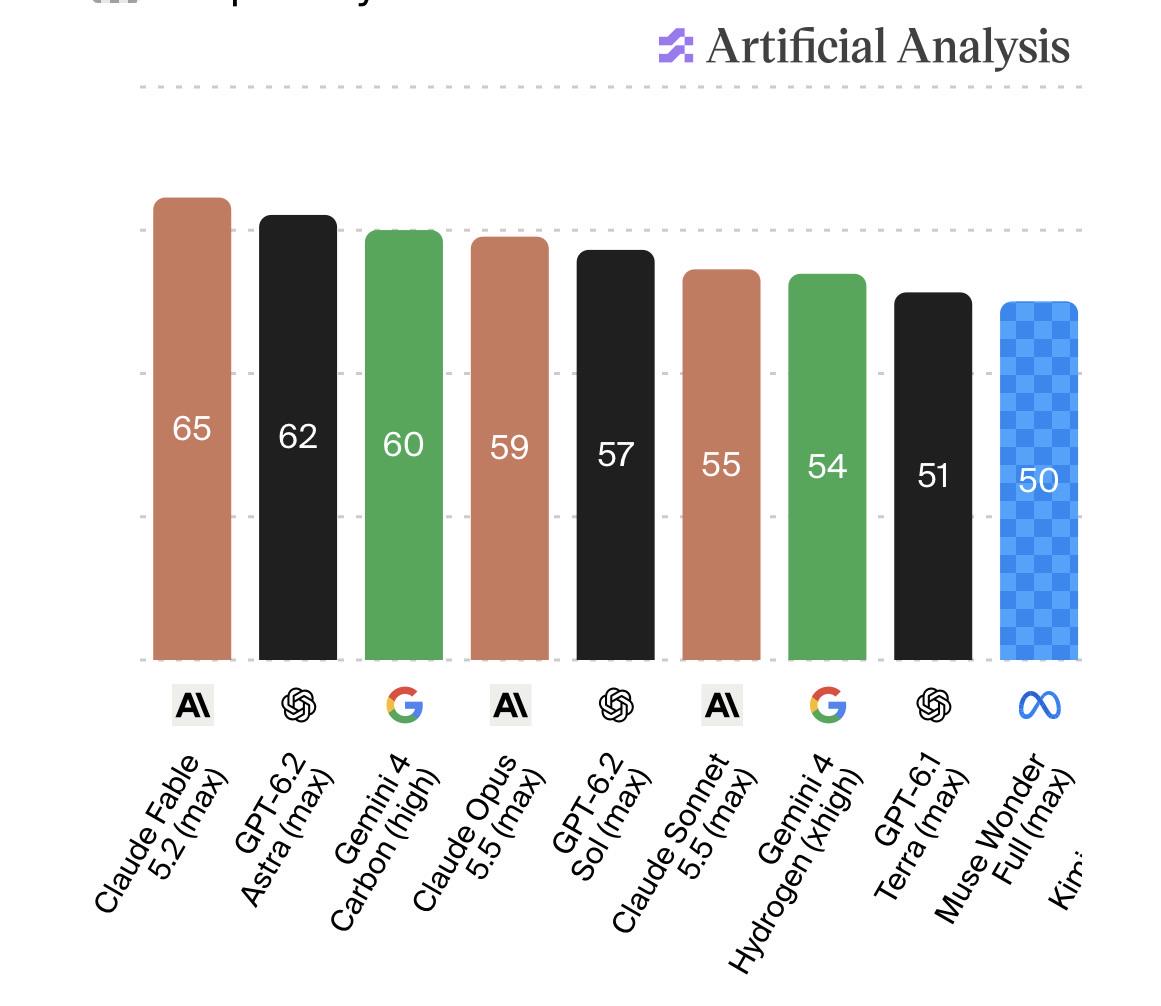 Artificial Analysis
65
62
60
59
57
55
54
51
50
Claude Fable
5.2 (max)
GPT-6.2
Astra (max)
Gemini 4
Carbon (high)
Claude Opus
5.5 (max)
GPT-6.2
Sol (max)
Claude Sonnet
5.5 (max)
Gemini 4
Hydrogen (xhigh)
GPT-6.1
Terra (max)
Muse Wonder
Full (max)